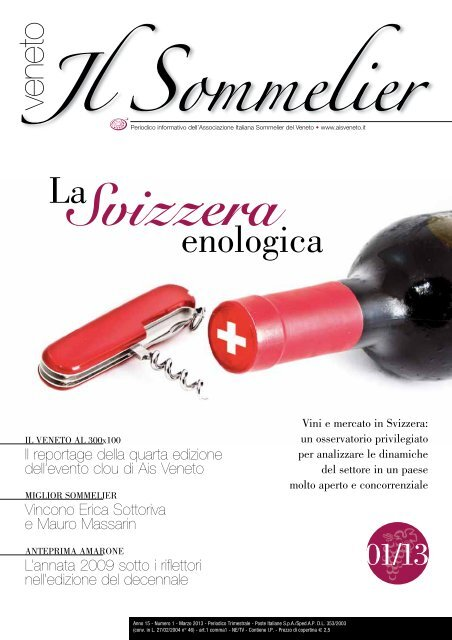 veneto
Il Sommelier
Periodico informativo dell'Associazione Italiana Sommelier del Veneto • www.aisveneto.it
La
Svizzera
enologica
IL VENETO AL 300x100
Il reportage della quarta edizione
dell'evento clou di Ais Veneto
MIGLIOR SOMMELIER
Vincono Erica Sottoriva
e Mauro Massarin
ANTEPRIMA AMARONE
L'annata 2009 sotto i riflettori
nell'edizione del decennale
Vini e mercato in Svizzera:
un osservatorio privilegiato
per analizzare le dinamiche
del settore in un paese
molto aperto e concorrenziale
01/13
Anno 15 - Numero 1 - Marzo 2013 - Periodico Trimestrale - Poste Italiane S.p.A./Sped.A.P. D.L. 353/2003
(conv. in L. 27/02/2004 n° 46) - art.1 comma1 - NE/TV - Contiene I.P. - Prezzo di copertina € 2.5